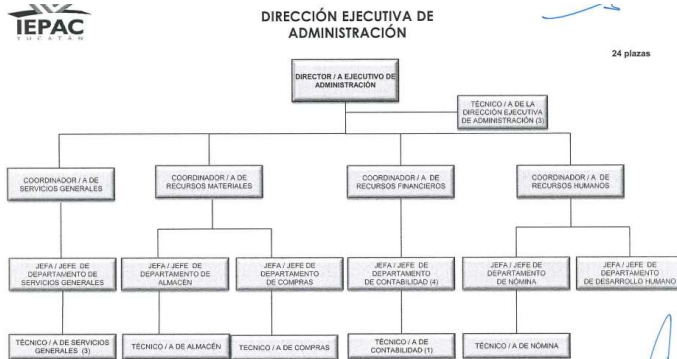 IEPAC
YUCATÁN
DIRECCIÓN EJECUTIVA DE
ADMINISTRACIÓN
24 plazas
DIRECTOR / A EJECUTIVO DE
ADMINISTRACIÓN
TÉCNICO / A DE LA
DIRECCIÓN EJECUTIVA
DE ADMINISTRACIÓN (3)
COORDINADOR / A DE
SERVICIOS GENERALES
COORDINADOR / A DE
RECURSOS MATERIALES
COORDINADOR / A DE
RECURSOS FINANCIEROS
COORDINADOR / A DE
RECURSOS HUMANOS
JEFA / JEFE DE
DEPARTAMENTO DE
SERVICIOS GENERALES
JEFA / JEFE DE
DEPARTAMENTO DE
ALMACÉN
JEFA / JEFE DE
DEPARTAMENTO
DE COMPRAS
JEFA / JEFE DE
DEPARTAMENTO
DE CONTABILIDAD (4)
JEFA / JEFE DE
DEPARTAMENTO
DE NÓMINA
JEFA / JEFE DE
DEPARTAMENTO
DE DESARROLLO HUMANO
TÉCNICO / A DE SERVICIOS
GENERALES (3)
TÉCNICO / A DE ALMACÉN
TÉCNICO / A DE COMPRAS
TÉCNICO / A DE
CONTABILIDAD (1)
TÉCNICO / A DE NÓMINA